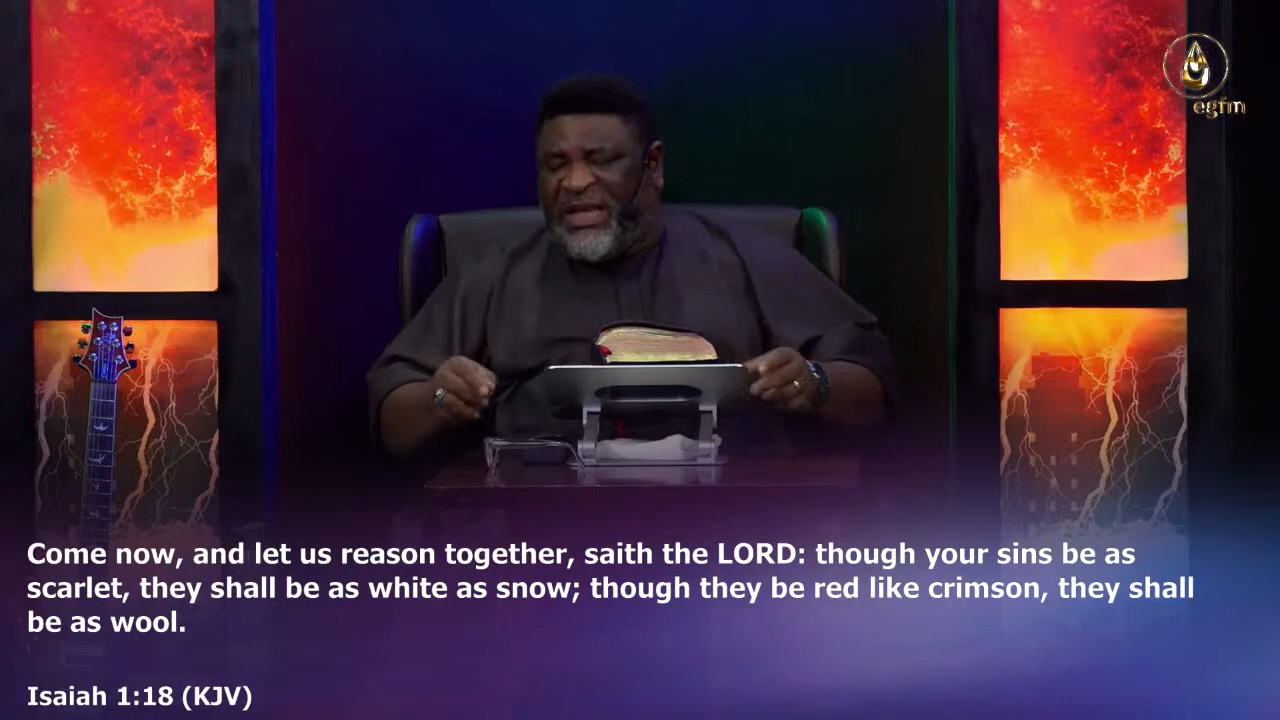 egfm
Come now, and let us reason together, saith the LORD: though your sins be as
scarlet, they shall be as white as snow; though they be red like crimson, they shall
be as wool.
Isaiah 1:18 (KJV)